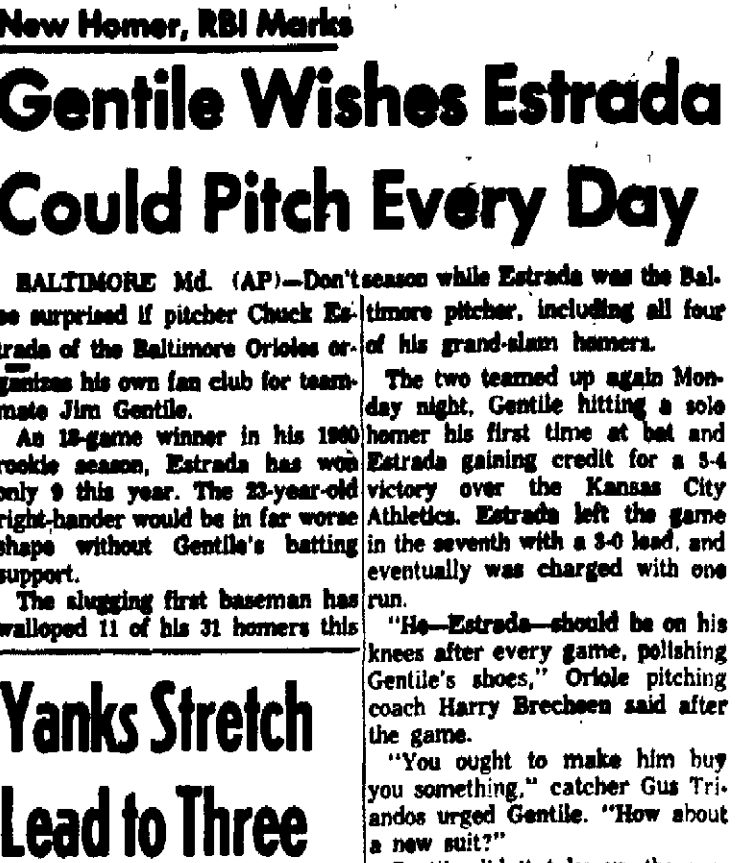 New Homer, RBI Marks
Gentile Wishes Estrada
Could Pitch Every Day
BALTIMORE Md. (AP)—Don't
be surprised if pitcher Chuck Es-
trada of the Baltimore Orioles or-
ganizes his own fan club for team-
mate Jim Gentile.
An 18-game winner in his 1960
rookie season, Estrada has won
only 9 this year. The 23-year-old
right-hander would be in far worse
shape without Gentile's batting
support.
The slugging first baseman has
walloped 11 of his 31 homers this
season while Estrada was the Bal-
timore pitcher, including all four
of his grand-slam homers.
The two teamed up again Mon-
day night, Gentile hitting a solo
homer his first time at bat and
Estrada gaining credit for a 5-4
victory over the Kansas City
Athletics. Estrada left the game
in the seventh with a lead, and
eventually was charged with one
run.
"He—Estrada—should be on his
knees after every game, polishing
Gentile's shoes," Oriole pitching
coach Harry Brecheen said after
the game.
"You ought to make him buy
you something," catcher Gus Tri-
andos urged Gentile. "How about
a new suit?"
Yanks Stretch
Lead to Three